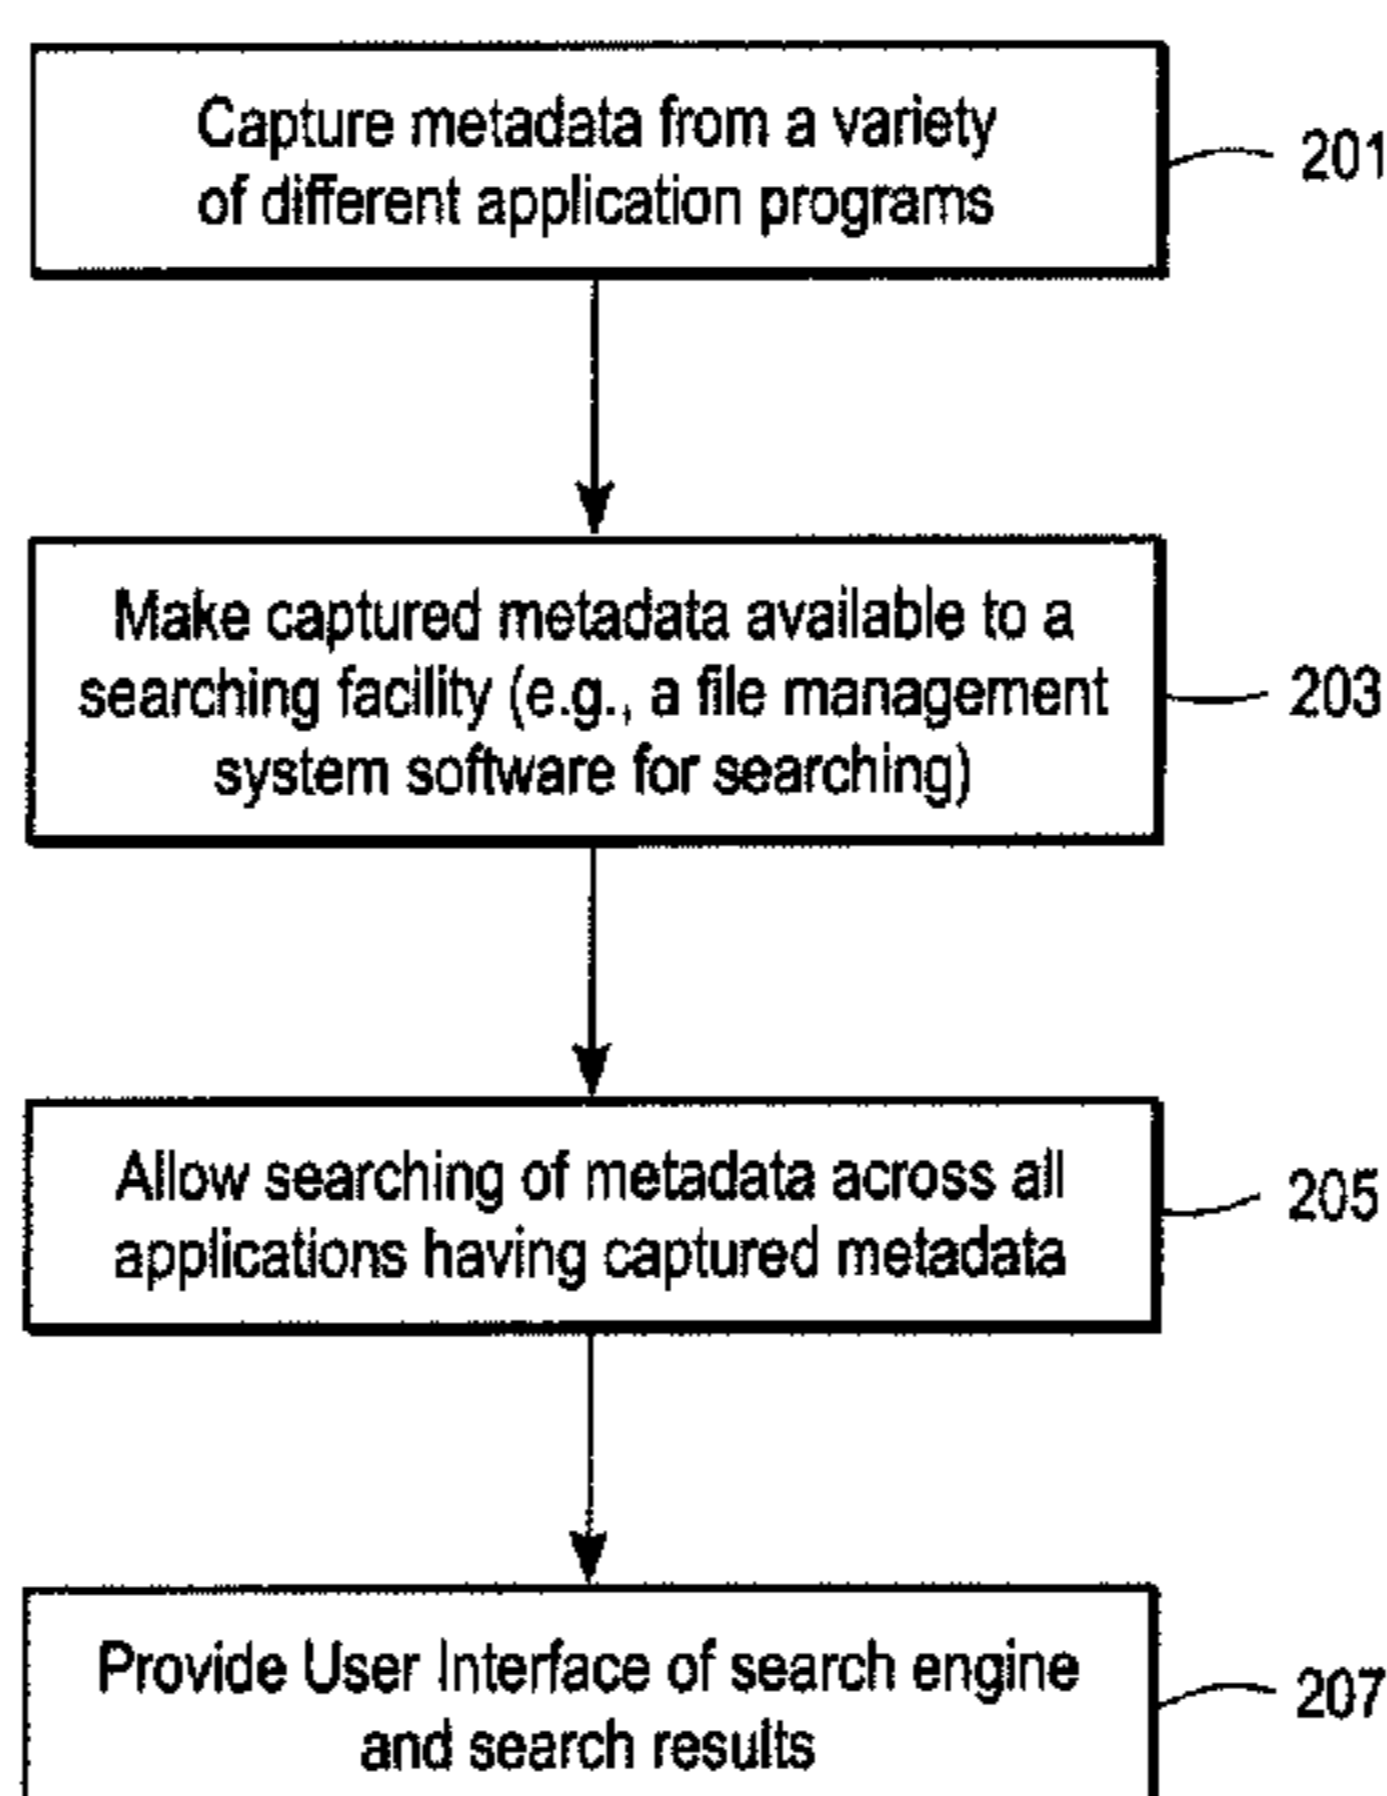 Capture metadata from a variety
of different application programs
201
Make captured metadata available to a
searching facility (e.g., a file management
system software for searching)
203
Allow searching of metadata across all
applications having captured metadata
205
Provide User Interface of search engine
and search results
207